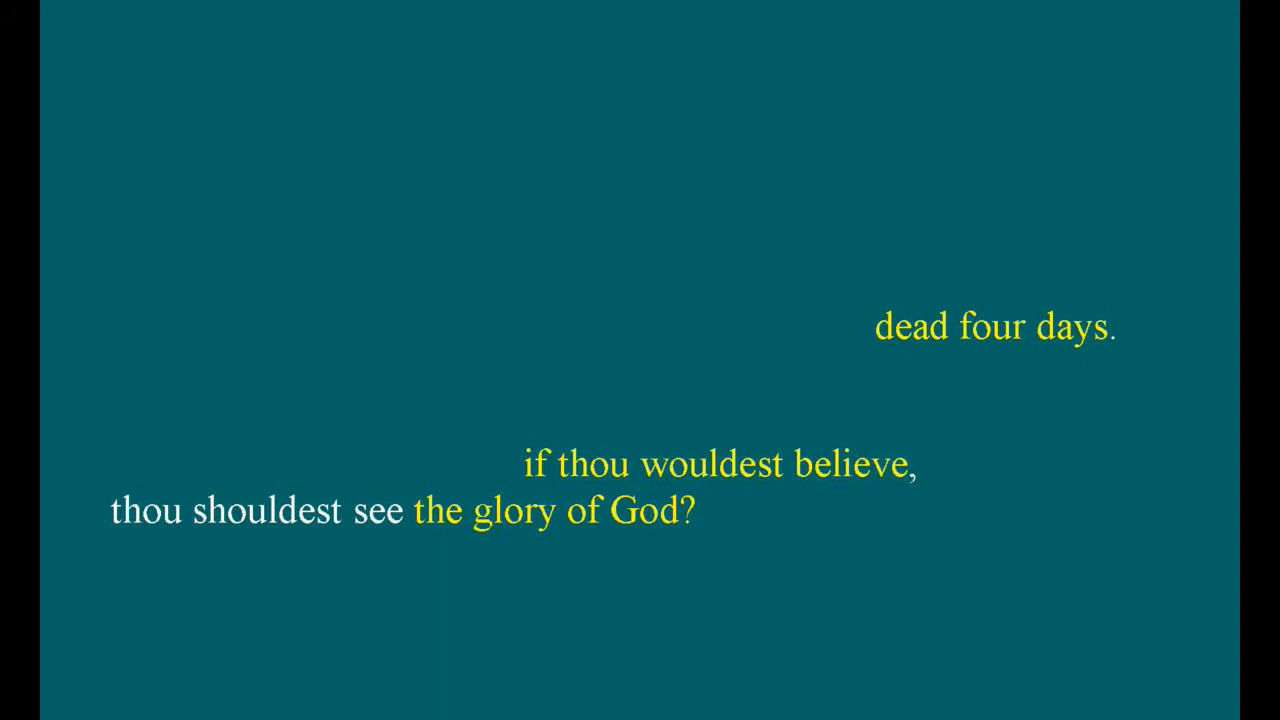 dead four days.
if thou wouldest believe,
thou shouldest see the glory of God?